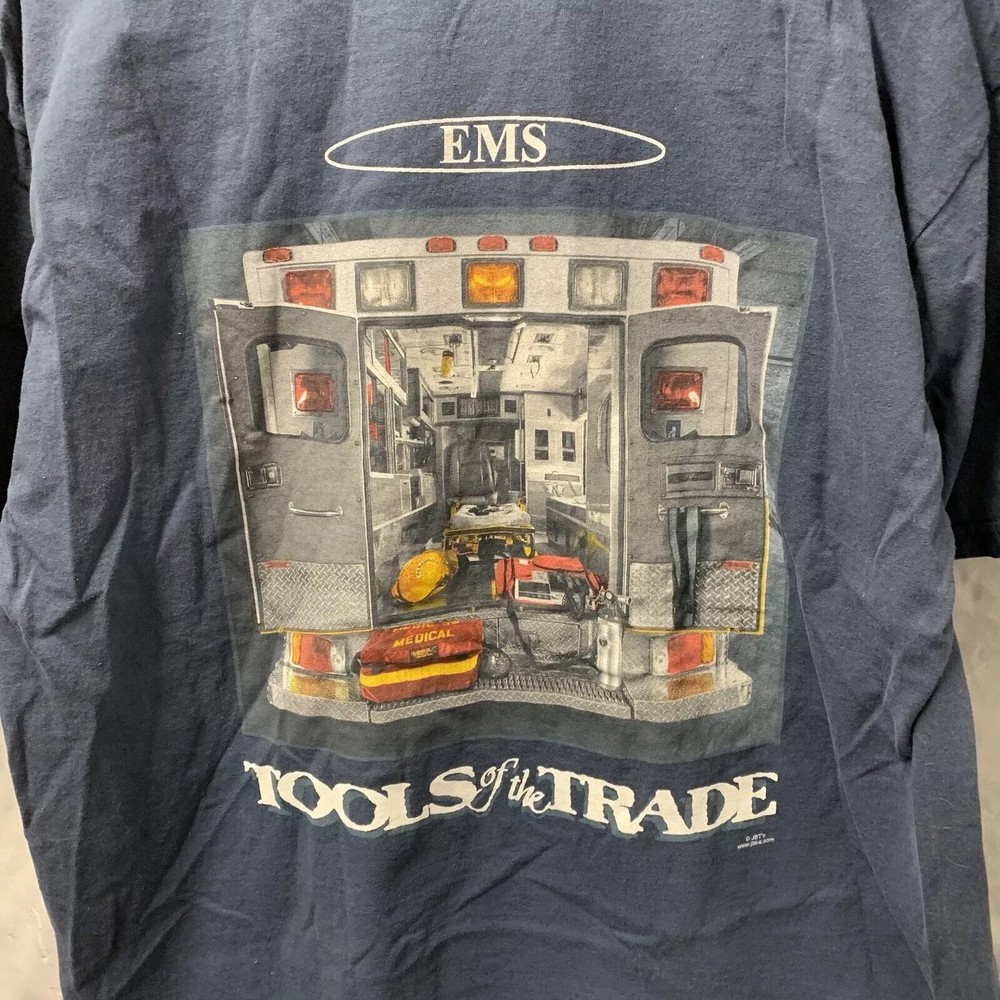 EMS
MEDICAL
TOOLS of the TRADE